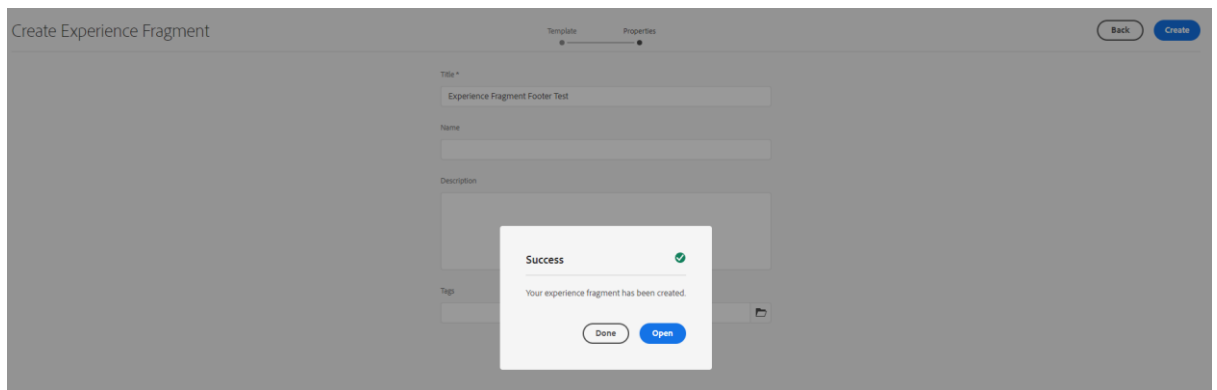 Create Experience Fragment
Template Properties
Back Create
Title *
Experience Fragment Footer Test
Name
Description
Success
Your experience fragment has been created.
Tags
Done Open